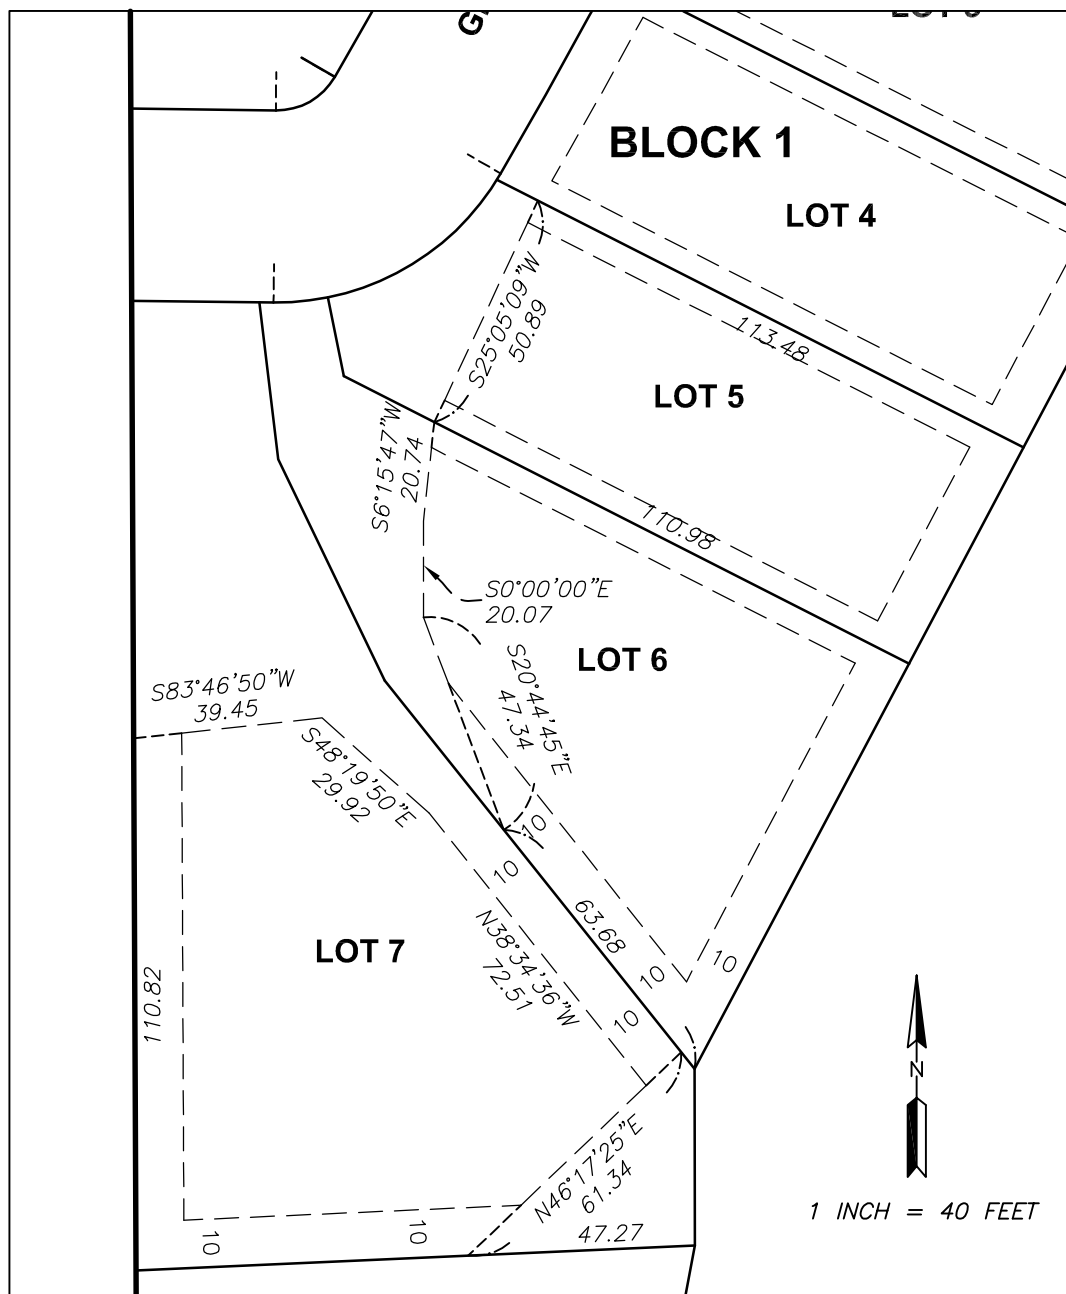 BLOCK 1
LOT 4
S25°05'09"W
50.89
113.48
LOT 5
S6°15'47"W
20.74
110.98
S0°00'00"E
20.07
S20°44'45"E
47.34
LOT 6
S83°46'50"W
39.45
S48°19'50"E
29.92
10
10
63.68
10
10
10
N38°34'36"W
72.51
LOT 7
110.82
N
N46°17'25"E
61.34
47.27
10
10
1 INCH = 40 FEET